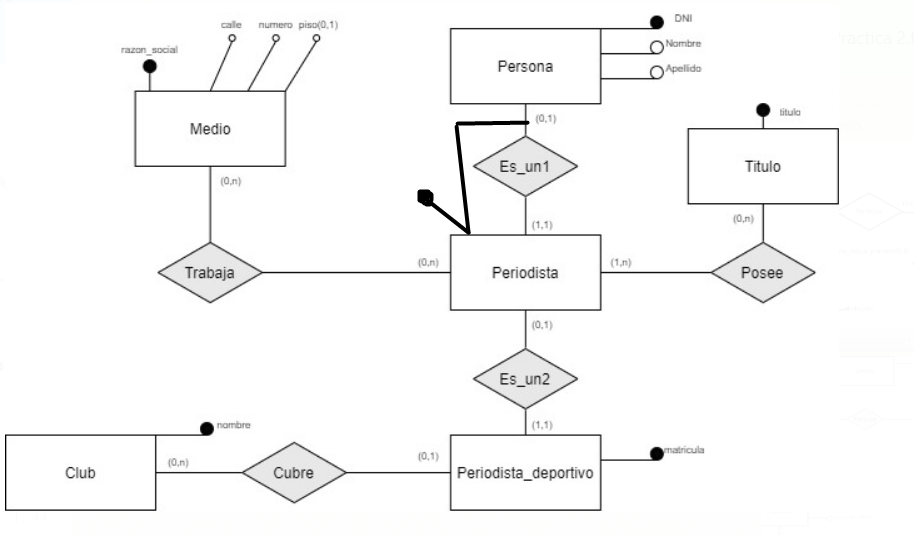 calle
numero
piso(0,1)
razon_social
DNI
Nombre
Apellido
Persona
Medio
(0,1)
titulo
Es_un1
Titulo
(0,n)
(1,1)
(0,n)
(0,n)
(1,n)
Trabaja
Periodista
Posee
(0,1)
Es_un2
(1,1)
nombre
matricula
(0,n)
(0,1)
Club
Cubre
Periodista_deportivo